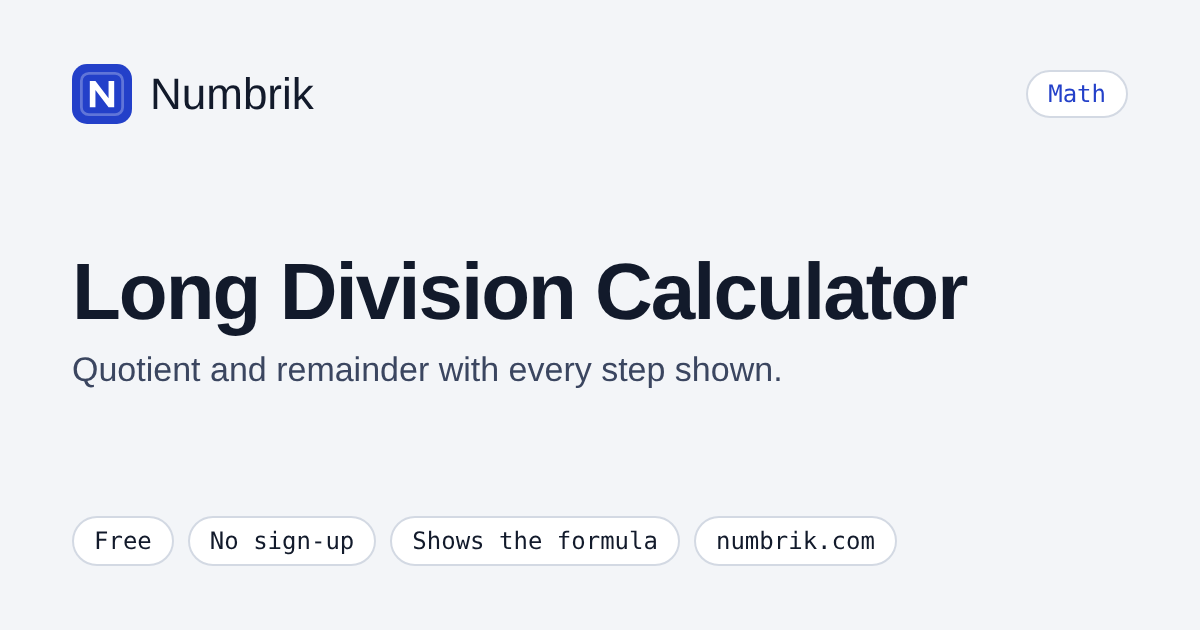 N Numbrik
Math
Long Division Calculator
Quotient and remainder with every step shown.
Free
No sign-up
Shows the formula
numbrik.com